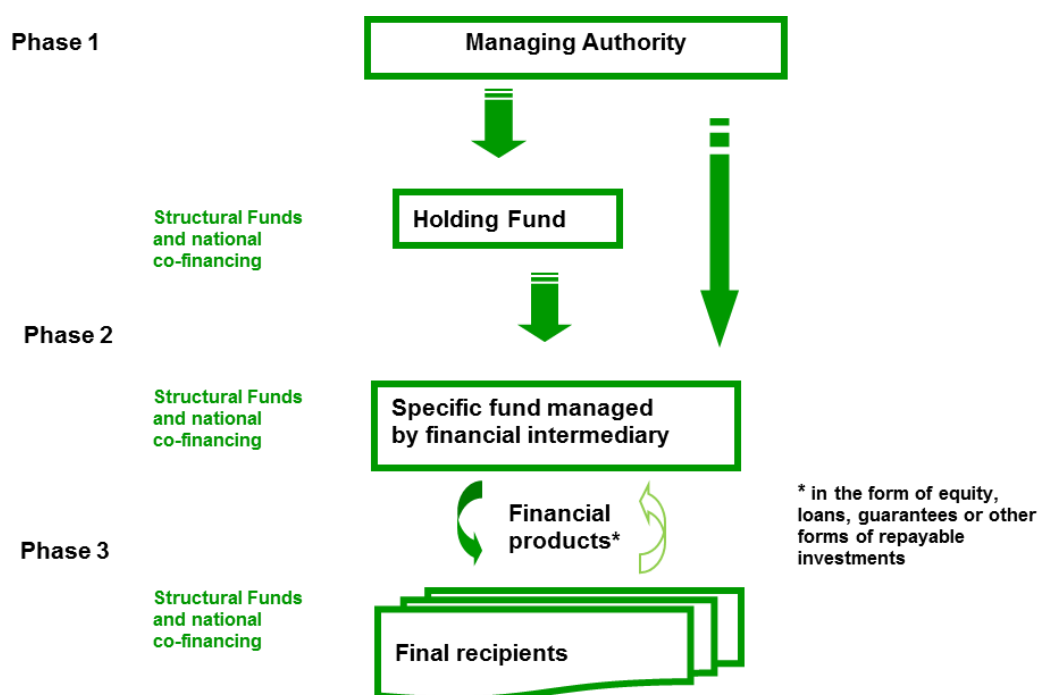 Phase 1
Managing Authority
Structural Funds
and national
co-financing
Holding Fund
Phase 2
Structural Funds
and national
co-financing
Specific fund managed
by financial intermediary
Financial
products*
* in the form of equity,
loans, guarantees or other
forms of repayable
investments
Phase 3
Structural Funds
and national
co-financing
Final recipients